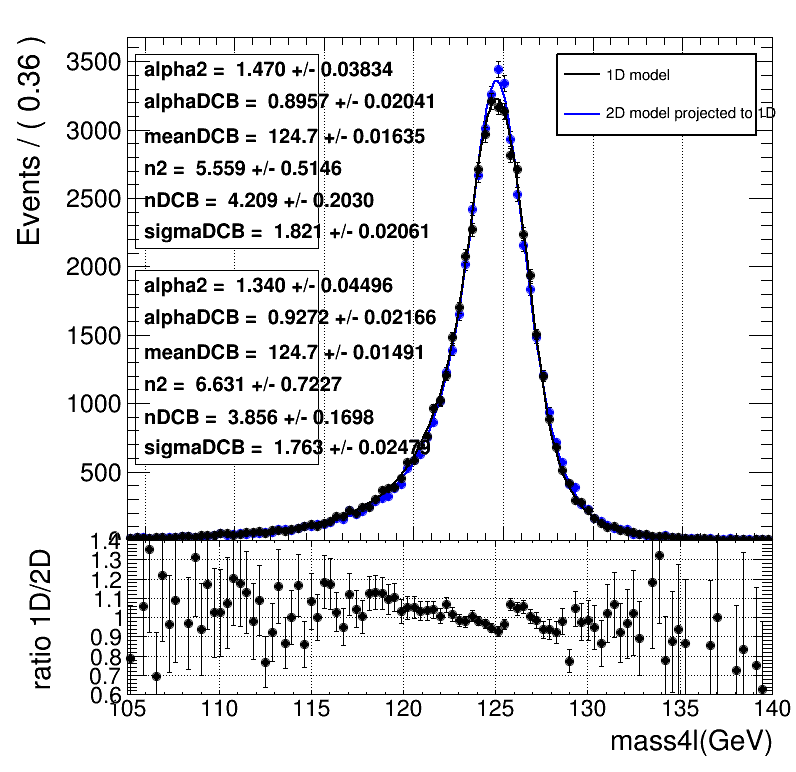 Events / ( 0.36 )
3500
3000
2500
2000
1500
1000
500
0
alpha2 = 1.470 +/- 0.03834
alphaDCB = 0.8957 +/- 0.02041
meanDCB = 124.7 +/- 0.01635
n2 = 5.559 +/- 0.5146
nDCB = 4.209 +/- 0.2030
sigmaDCB = 1.821 +/- 0.02061
alpha2 = 1.340 +/- 0.04496
alphaDCB = 0.9272 +/- 0.02166
meanDCB = 124.7 +/- 0.01491
n2 = 6.631 +/- 0.7227
nDCB = 3.856 +/- 0.1698
sigmaDCB = 1.763 +/- 0.02479
1D model
2D model projected to 1D
ratio 1D/2D
1.4
1.3
1.2
1.1
1
0.9
0.8
0.7
0.6
105 110 115 120 125 130 135 140
mass4l(GeV)